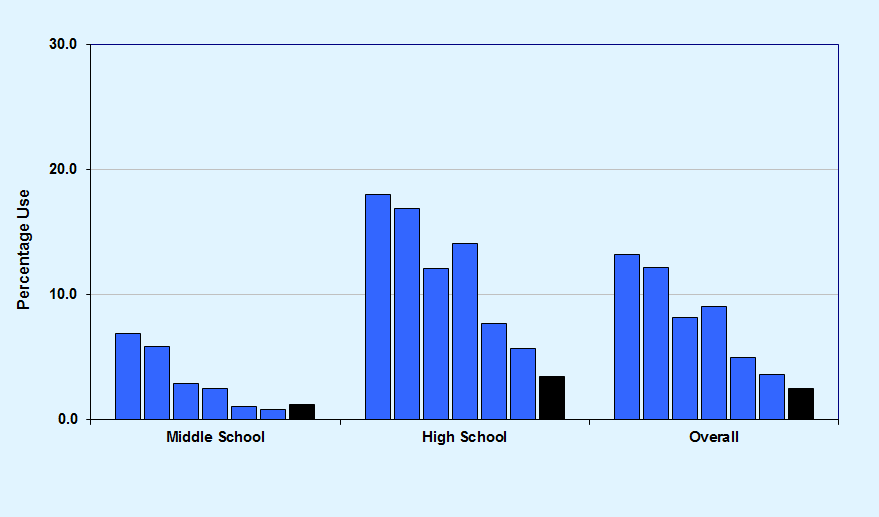 30.0
20.0
10.0
0.0
Percentage Use
Middle School
High School
Overall